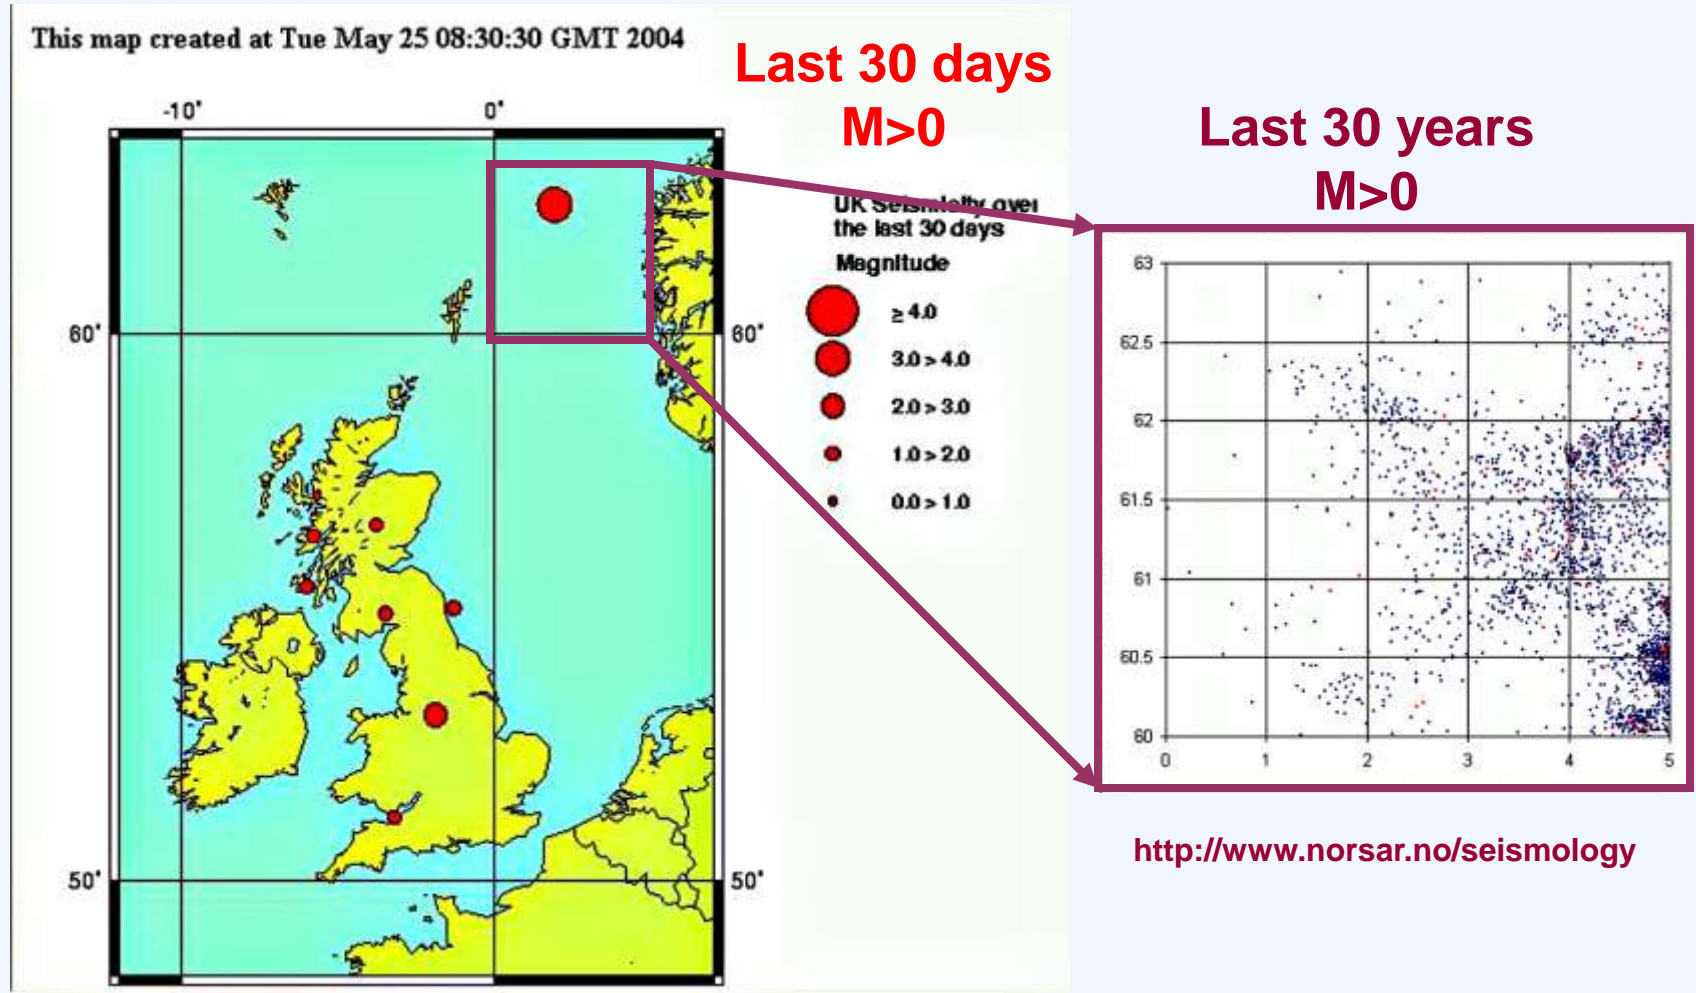 This map created at Tue May 25 08:30:30 GMT 2004
Last 30 days
M>0
-10°
0°
60°
60°
50°
50°
UK Seismicity over
the last 30 days
Magnitude
≥ 4.0
3.0 > 4.0
2.0 > 3.0
1.0 > 2.0
0.0 > 1.0
Last 30 years
M>0
63
62.5
62
61.5
61
60.5
60
0 1 2 3 4 5
http://www.norsar.no/seismology